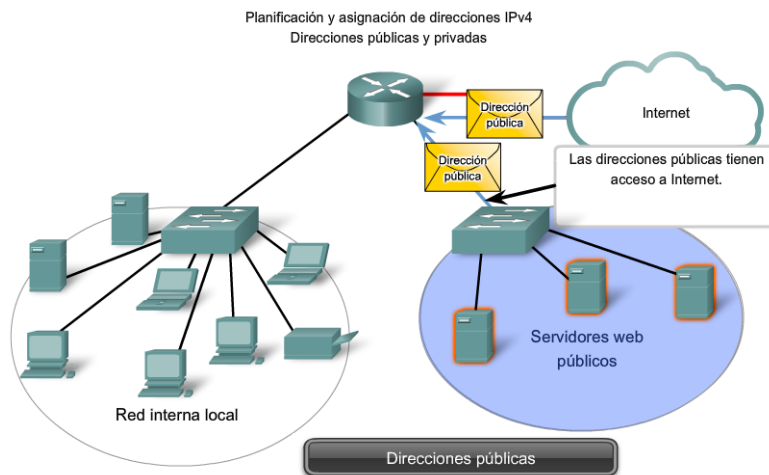 Planificación y asignación de direcciones IPv4
Direcciones públicas y privadas
Dirección
pública
Internet
Dirección
pública
Las direcciones públicas tienen
acceso a Internet.
Servidores web
públicos
Red interna local
Direcciones públicas